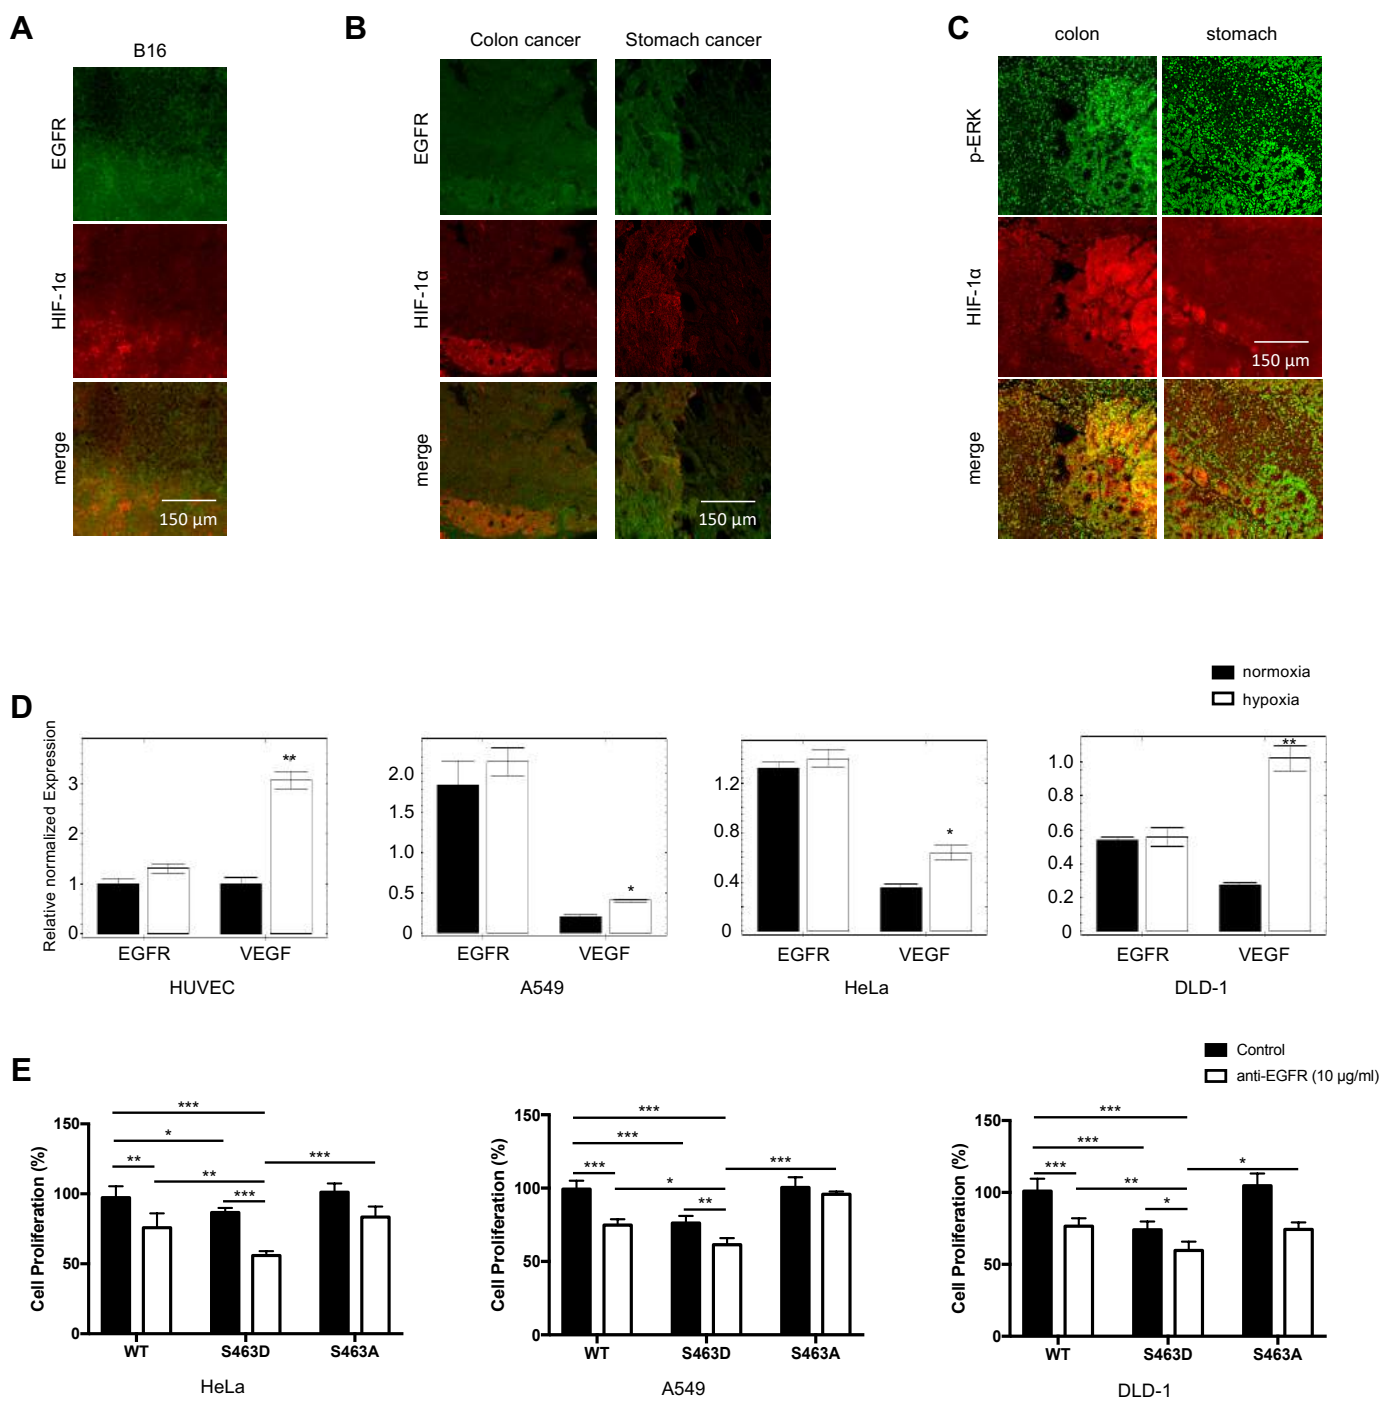 A
B16
EGFR
HIF-1α
merge
150 μm
B
Colon cancer
Stomach cancer
EGFR
HIF-1α
merge
150 μm
C
colon
stomach
p-ERK
HIF-1α
merge
150 μm
D
normoxia
hypoxia
Relative normalized Expression
3
2
1
0
**
EGFR
VEGF
HUVEC
2.0
1.5
1.0
0.5
0
*
EGFR
VEGF
A549
1.2
0.8
0.4
0
*
EGFR
VEGF
HeLa
1.0
0.8
0.6
0.4
0.2
0
**
EGFR
VEGF
DLD-1
E
Control
anti-EGFR (10 μg/ml)
Cell Proliferation (%)
150
100
50
0
***
*
**
**
***
***
WT
S463D
S463A
HeLa
Cell Proliferation (%)
150
100
50
0
***
***
***
*
**
***
WT
S463D
S463A
A549
Cell Proliferation (%)
150
100
50
0
***
***
***
**
*
*
WT
S463D
S463A
DLD-1